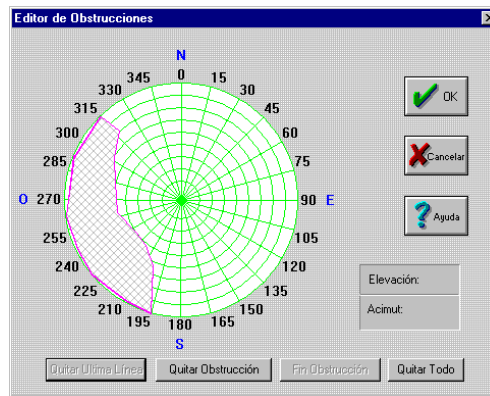 Editor de Obstrucciones
N
345 0 15
330 30
315 45
300 60
285 75
O 270 90 E
255 105
240 120
225 135
210 150
195 180 165
S
OK
Cancelar
Ayuda
Elevación:
Acimut:
Quitar Ultima Línea Quitar Obstrucción Fin Obstrucción Quitar Todo